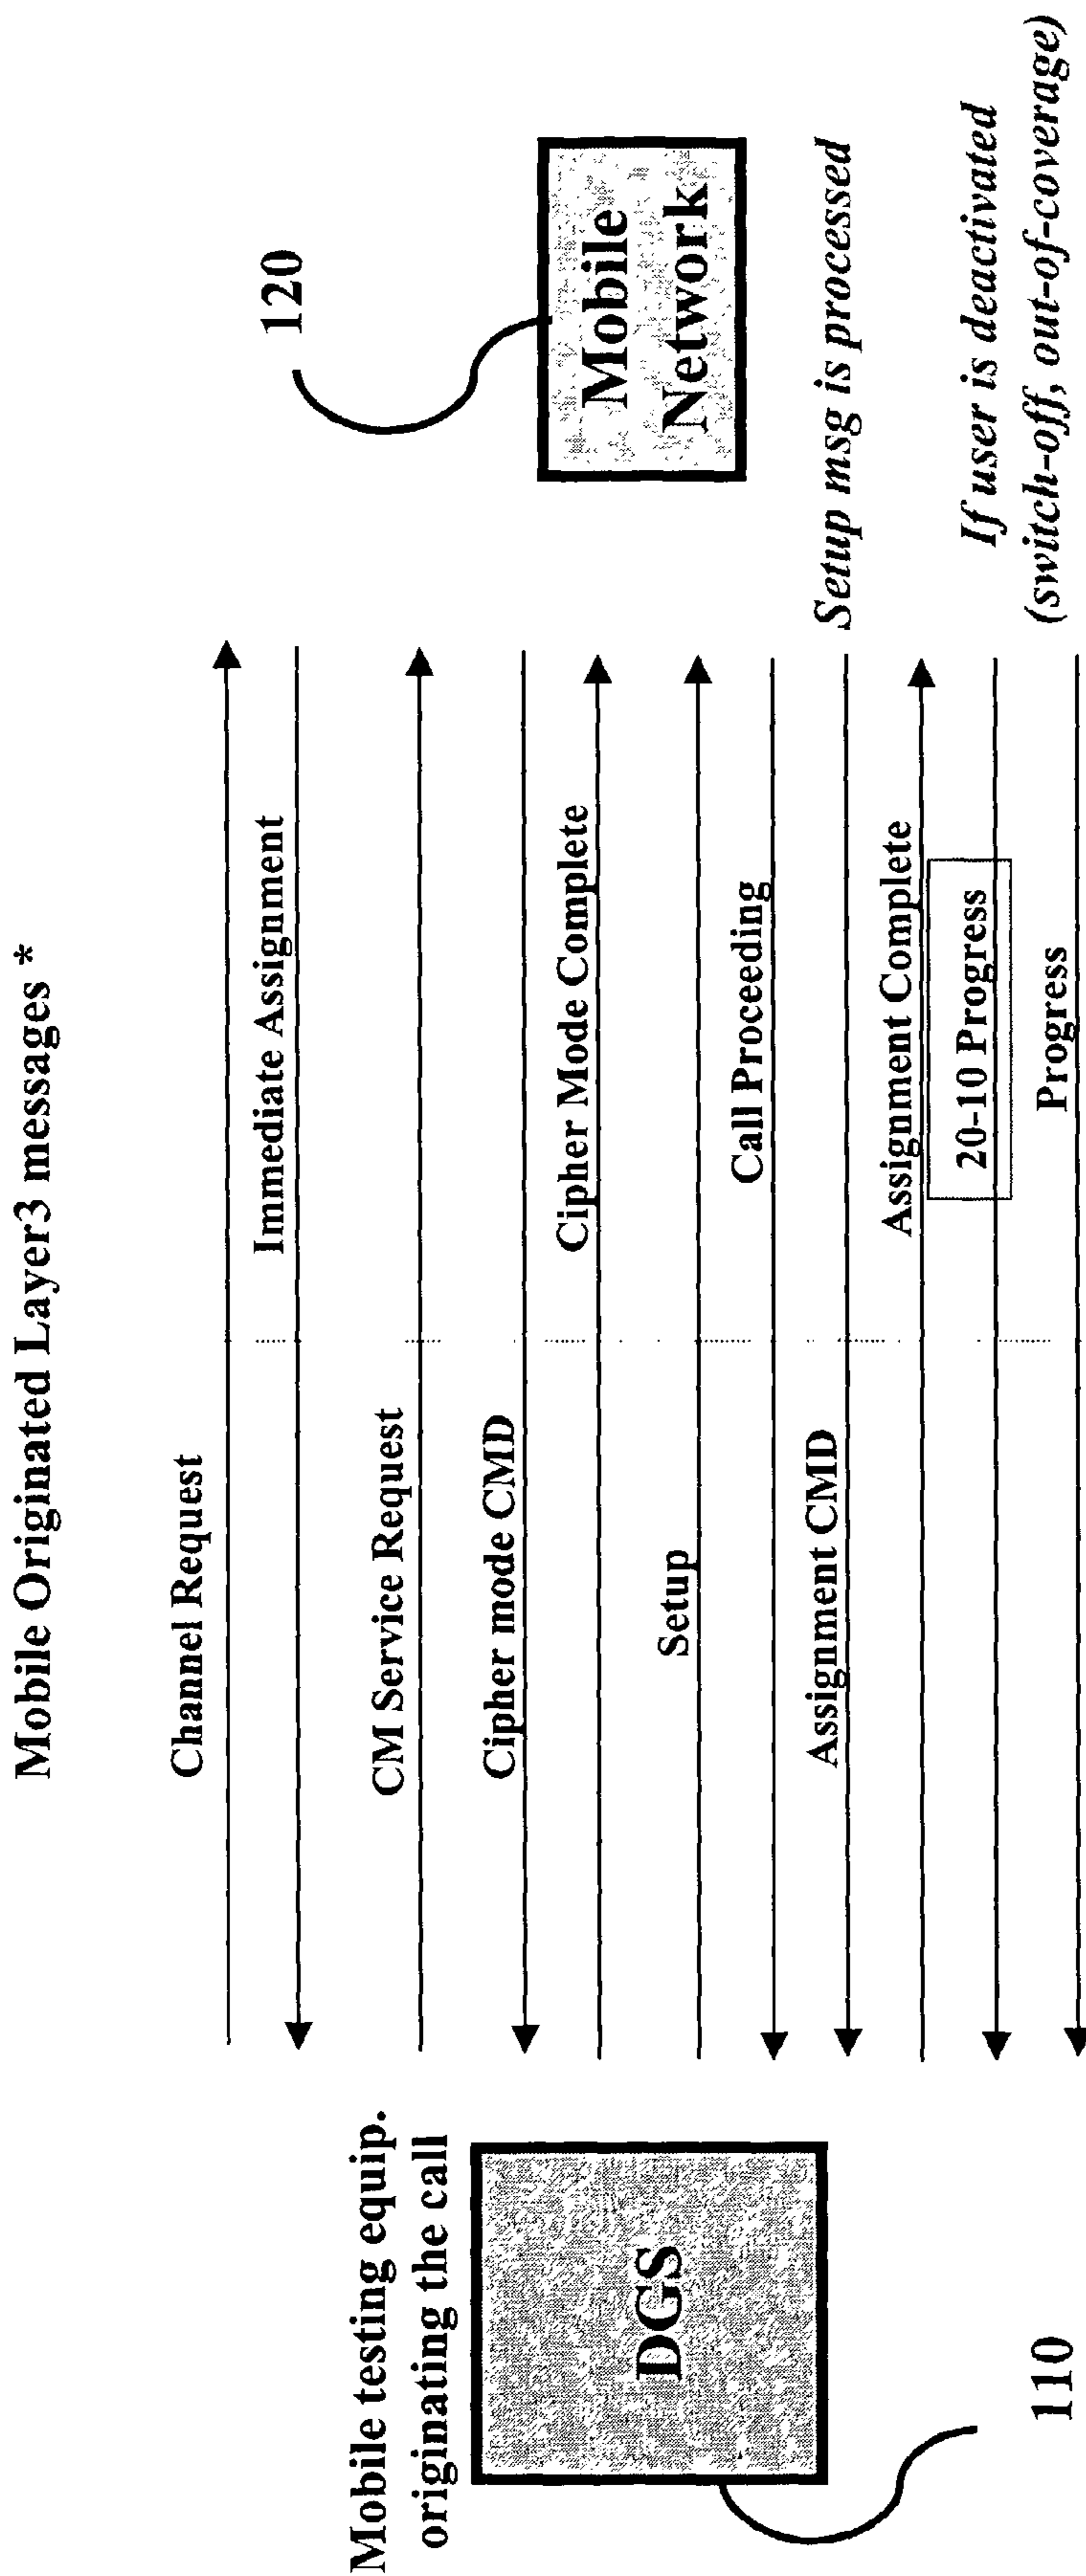 Mobile Originated Layer3 messages *
Mobile testing equip.
originating the call
DGS
110
Channel Request
Immediate Assignment
CM Service Request
Cipher mode CMD
Cipher Mode Complete
Setup
Call Proceeding
Assignment CMD
Assignment Complete
20-10 Progress
Progress
120
Mobile
Network
Setup msg is processed
If user is deactivated
(switch-off, out-of-coverage)